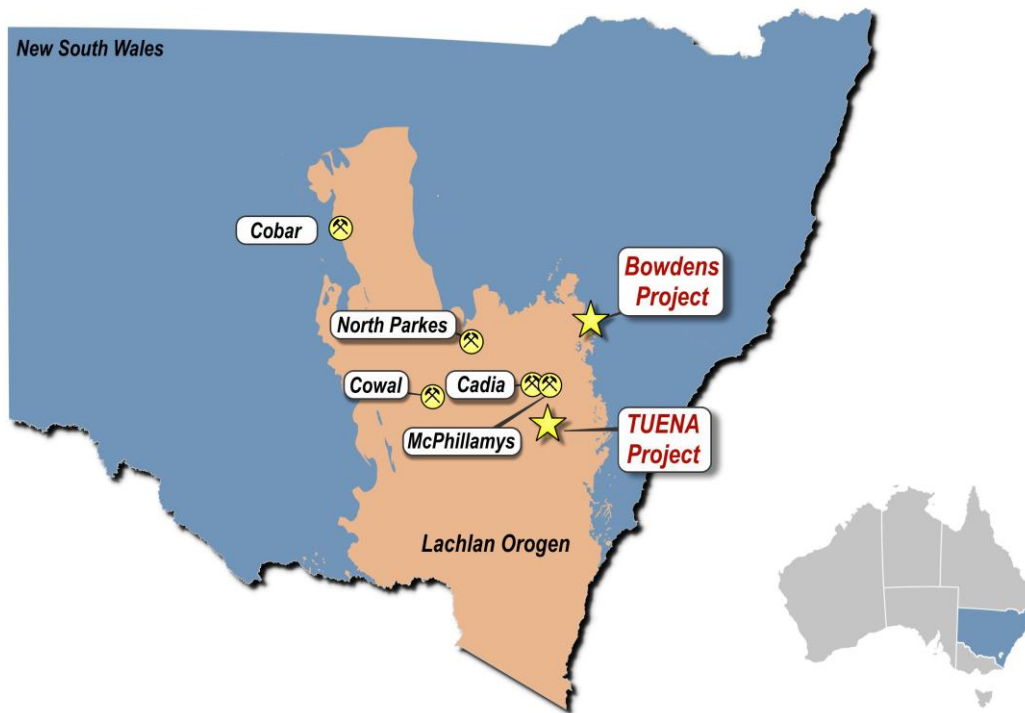 New South Wales
Cobar
Bowdens
Project
North Parkes
Cowal
Cadia
McPhillamys
TUENA
Project
Lachlan Orogen